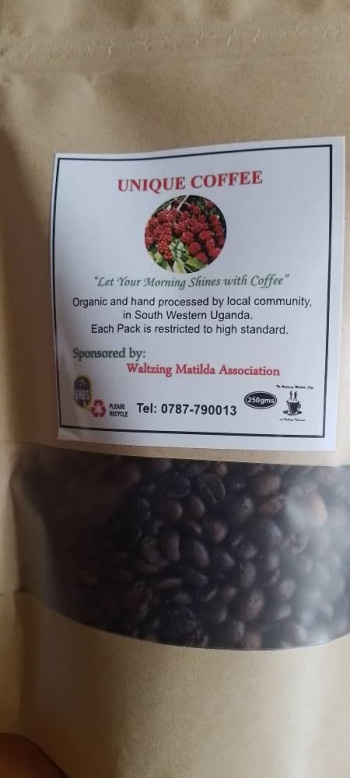 UNIQUE COFFEE
"Let Your Morning Shines with Coffee"
Organic and hand processed by local community,
in South Western Uganda.
Each Pack is restricted to high standard.
Sponsored by:
Waltzing Matilda Association
UNBS
PLEASE
RECYCLE
Tel: 0787-790013
250gms